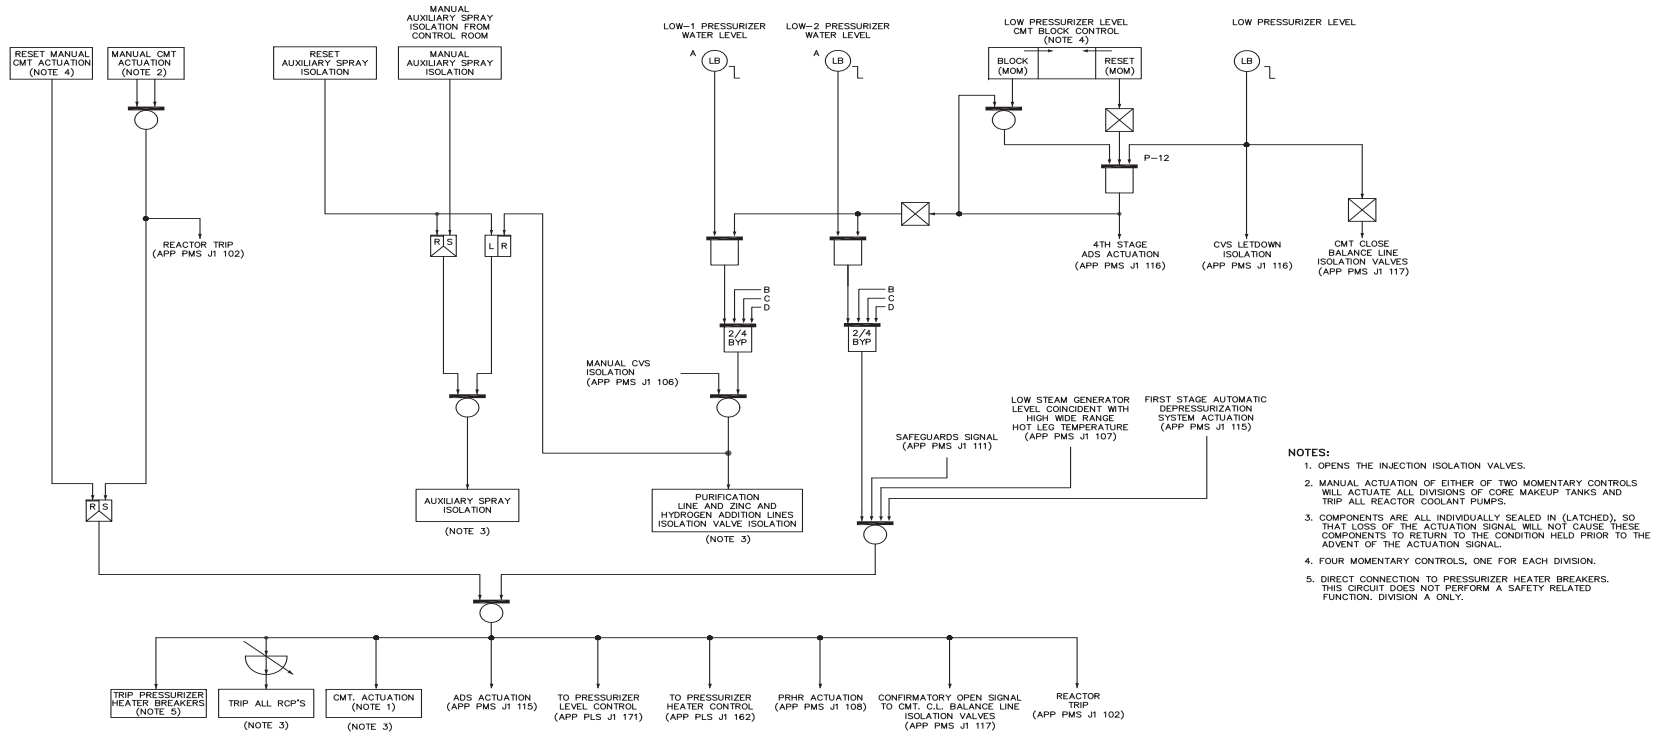 MANUAL
AUXILIARY SPRAY
ISOLATION FROM
CONTROL ROOM
LOW-1 PRESSURIZER
WATER LEVEL
LOW-2 PRESSURIZER
WATER LEVEL
LOW PRESSURIZER LEVEL
CMT BLOCK CONTROL
(NOTE 4)
LOW PRESSURIZER LEVEL
RESET MANUAL
CMT ACTUATION
(NOTE 4)
MANUAL CMT
ACTUATION
(NOTE 2)
RESET
AUXILIARY SPRAY
ISOLATION
MANUAL
AUXILIARY SPRAY
ISOLATION
A
LB
A
LB
BLOCK
(MOM)
RESET
(MOM)
LB
P-12
REACTOR TRIP
(APP PMS J1 102)
R S
L R
4TH STAGE
ADS ACTUATION
(APP PMS J1 116)
CVS LETDOWN
ISOLATION
(APP PMS J1 116)
CMT CLOSE
BALANCE LINE
ISOLATION VALVES
(APP PMS J1 117)
B
C
D
B
C
D
2/4
BYP
2/4
BYP
MANUAL CVS
ISOLATION
(APP PMS J1 106)
LOW STEAM GENERATOR
LEVEL COINCIDENT WITH
HIGH WIDE RANGE
HOT LEG TEMPERATURE
(APP PMS J1 107)
FIRST STAGE AUTOMATIC
DEPRESSURIZATION
SYSTEM ACTUATION
(APP PMS J1 115)
SAFEGUARDS SIGNAL
(APP PMS J1 111)
R S
AUXILIARY SPRAY
ISOLATION
(NOTE 3)
PURIFICATION
LINE AND ZINC AND
HYDROGEN ADDITION LINES
ISOLATION VALVE ISOLATION
(NOTE 3)
NOTES:
1. OPENS THE INJECTION ISOLATION VALVES.
2. MANUAL ACTUATION OF EITHER OF TWO MOMENTARY CONTROLS
WILL ACTUATE ALL DIVISIONS OF CORE MAKEUP TANKS AND
TRIP ALL REACTOR COOLANT PUMPS.
3. COMPONENTS ARE ALL INDIVIDUALLY SEALED IN (LATCHED), SO
THAT LOSS OF THE ACTUATION SIGNAL WILL NOT CAUSE THESE
COMPONENTS TO RETURN TO THE CONDITION HELD PRIOR TO THE
ADVENT OF THE ACTUATION SIGNAL.
4. FOUR MOMENTARY CONTROLS, ONE FOR EACH DIVISION.
5. DIRECT CONNECTION TO PRESSURIZER HEATER BREAKERS.
THIS CIRCUIT DOES NOT PERFORM A SAFETY RELATED
FUNCTION. DIVISION A ONLY.
TRIP PRESSURIZER
HEATER BREAKERS
(NOTE 5)
TRIP ALL RCP'S
(NOTE 3)
CMT. ACTUATION
(NOTE 1)
(NOTE 3)
ADS ACTUATION
(APP PMS J1 115)
TO PRESSURIZER
LEVEL CONTROL
(APP PLS J1 171)
TO PRESSURIZER
HEATER CONTROL
(APP PLS J1 162)
PRHR ACTUATION
(APP PMS J1 108)
CONFIRMATORY OPEN SIGNAL
TO CMT. C.L. BALANCE LINE
ISOLATION VALVES
(APP PMS J1 117)
REACTOR
TRIP
(APP PMS J1 102)